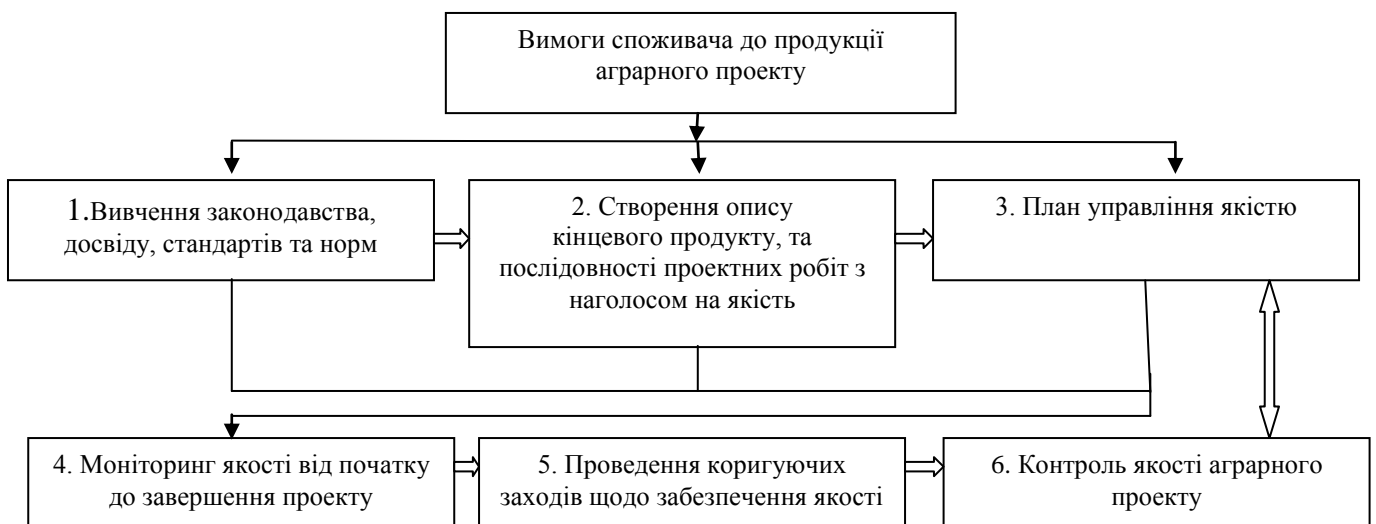 Вимоги споживача до продукції
аграрного проекту
1.Вивчення законодавства,
досвіду, стандартів та норм
2. Створення опису
кінцевого продукту, та
послідовності проектних робіт з
наголосом на якість
3. План управління якістю
4. Моніторинг якості від початку
до завершення проекту
5. Проведення коригуючих
заходів щодо забезпечення якості
6. Контроль якості аграрного
проекту